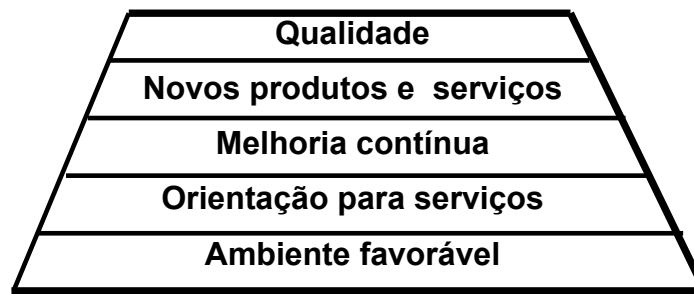 Qualidade
Novos produtos e serviços
Melhoria contínua
Orientação para serviços
Ambiente favorável